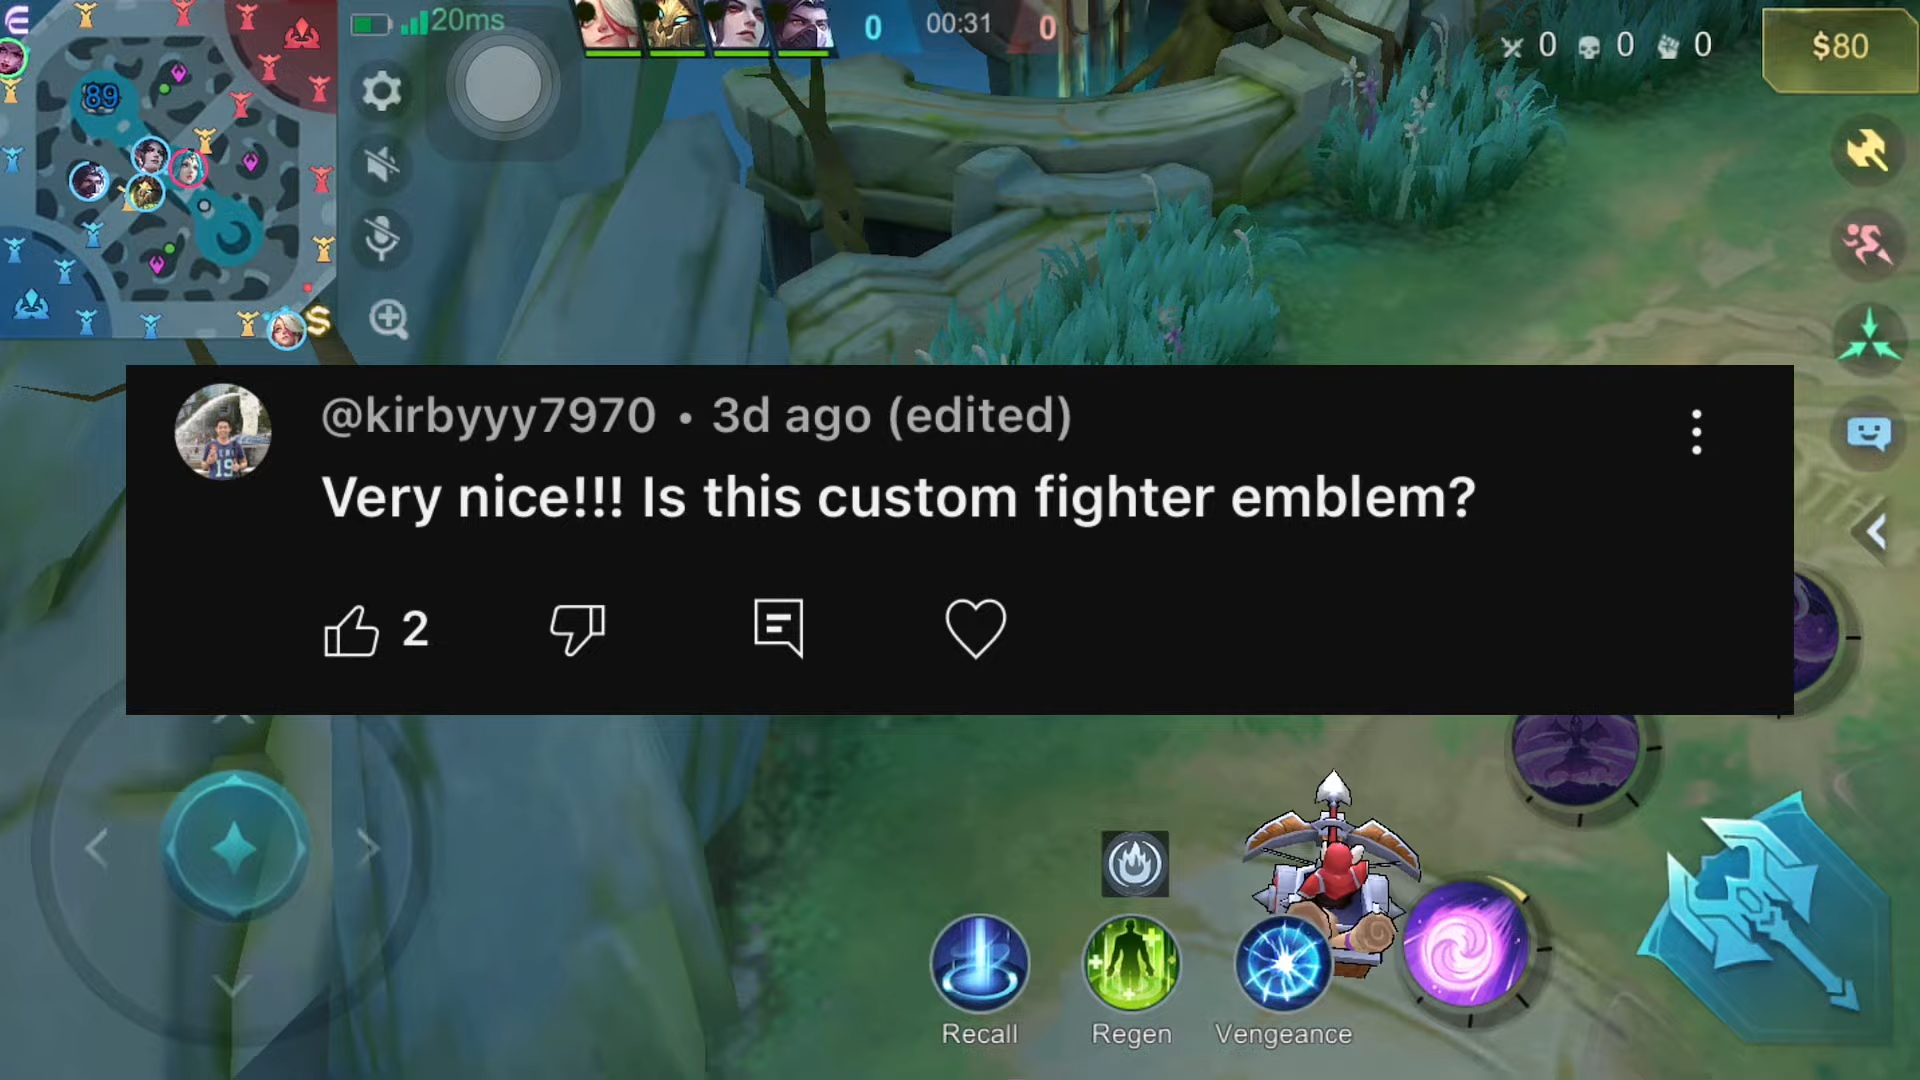 20ms
0
00:31
0
0
0
0
$80
89
@kirbyyy7970 • 3d ago (edited)
Very nice!!! Is this custom fighter emblem?
2
Recall
Regen
Vengeance